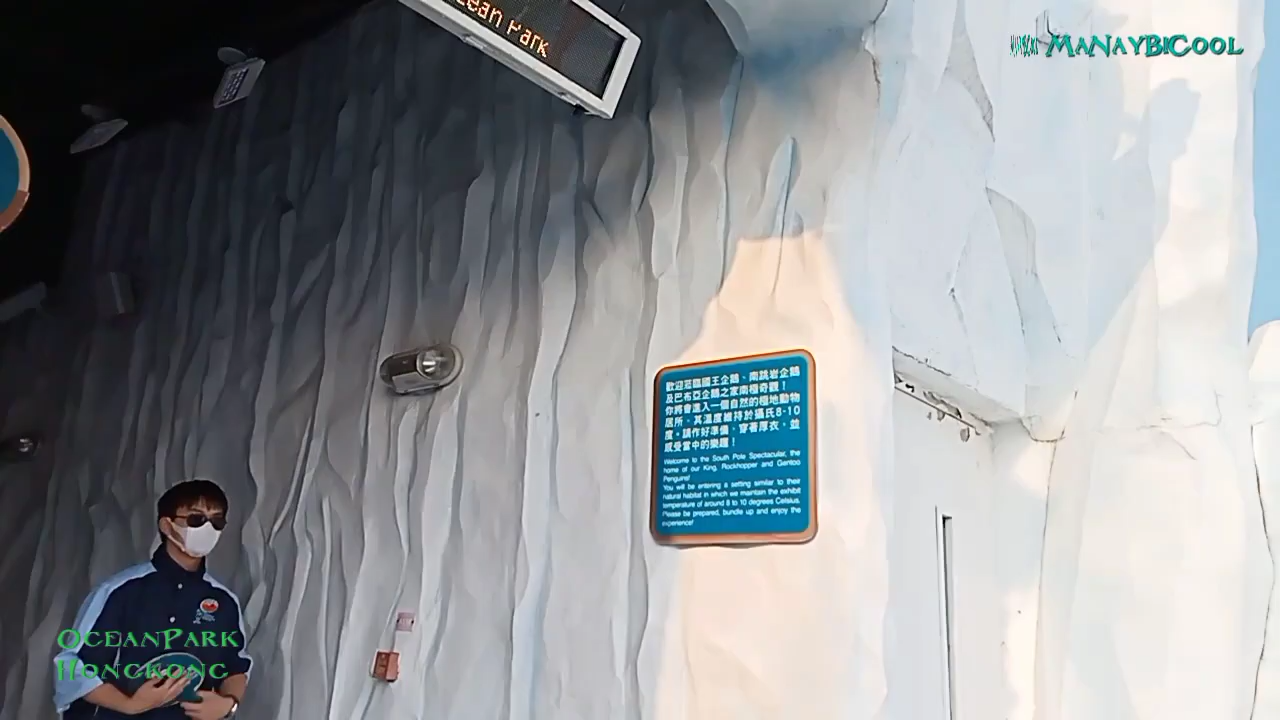 cean Park
MANAYBICOOL
歡迎蒞臨國王企鵝、南跳岩企鵝
及巴布亞企鵝之家南極奇觀！
你將會進入一個自然的極地動物
居所，其溫度維持於攝氏8-10
度。請作好準備，穿著厚衣，並
感受當中的樂趣！
Welcome to the South Pole Spectacular, the
home of our King, Rockhopper and Gentoo
Penguins!
You will be entering a setting similar to their
natural habitat in which we maintain the exhibit
temperature of around 8 to 10 degrees Celsius.
Please be prepared, bundle up and enjoy the
experience!
OCEANPARK
HONGKONG